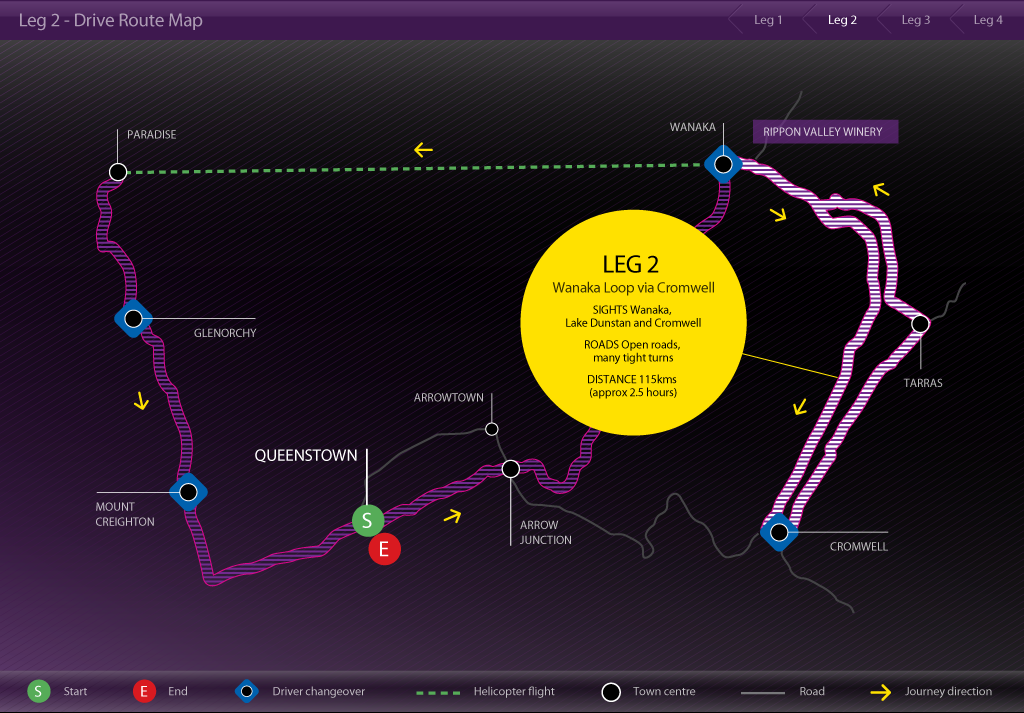 Leg 2 - Drive Route Map
Leg 1
Leg 2
Leg 3
Leg 4
PARADISE
WANAKA
RIPPON VALLEY WINERY
LEG 2
Wanaka Loop via Cromwell
SIGHTS Wanaka,
Lake Dunstan and Cromwell
ROADS Open roads,
many tight turns
DISTANCE 115kms
(approx 2.5 hours)
GLENORCHY
TARRAS
ARROWTOWN
QUEENSTOWN
MOUNT
CREIGHTON
S
E
ARROW
JUNCTION
CROMWELL
S Start
E End
Driver changeover
Helicopter flight
Town centre
Road
Journey direction